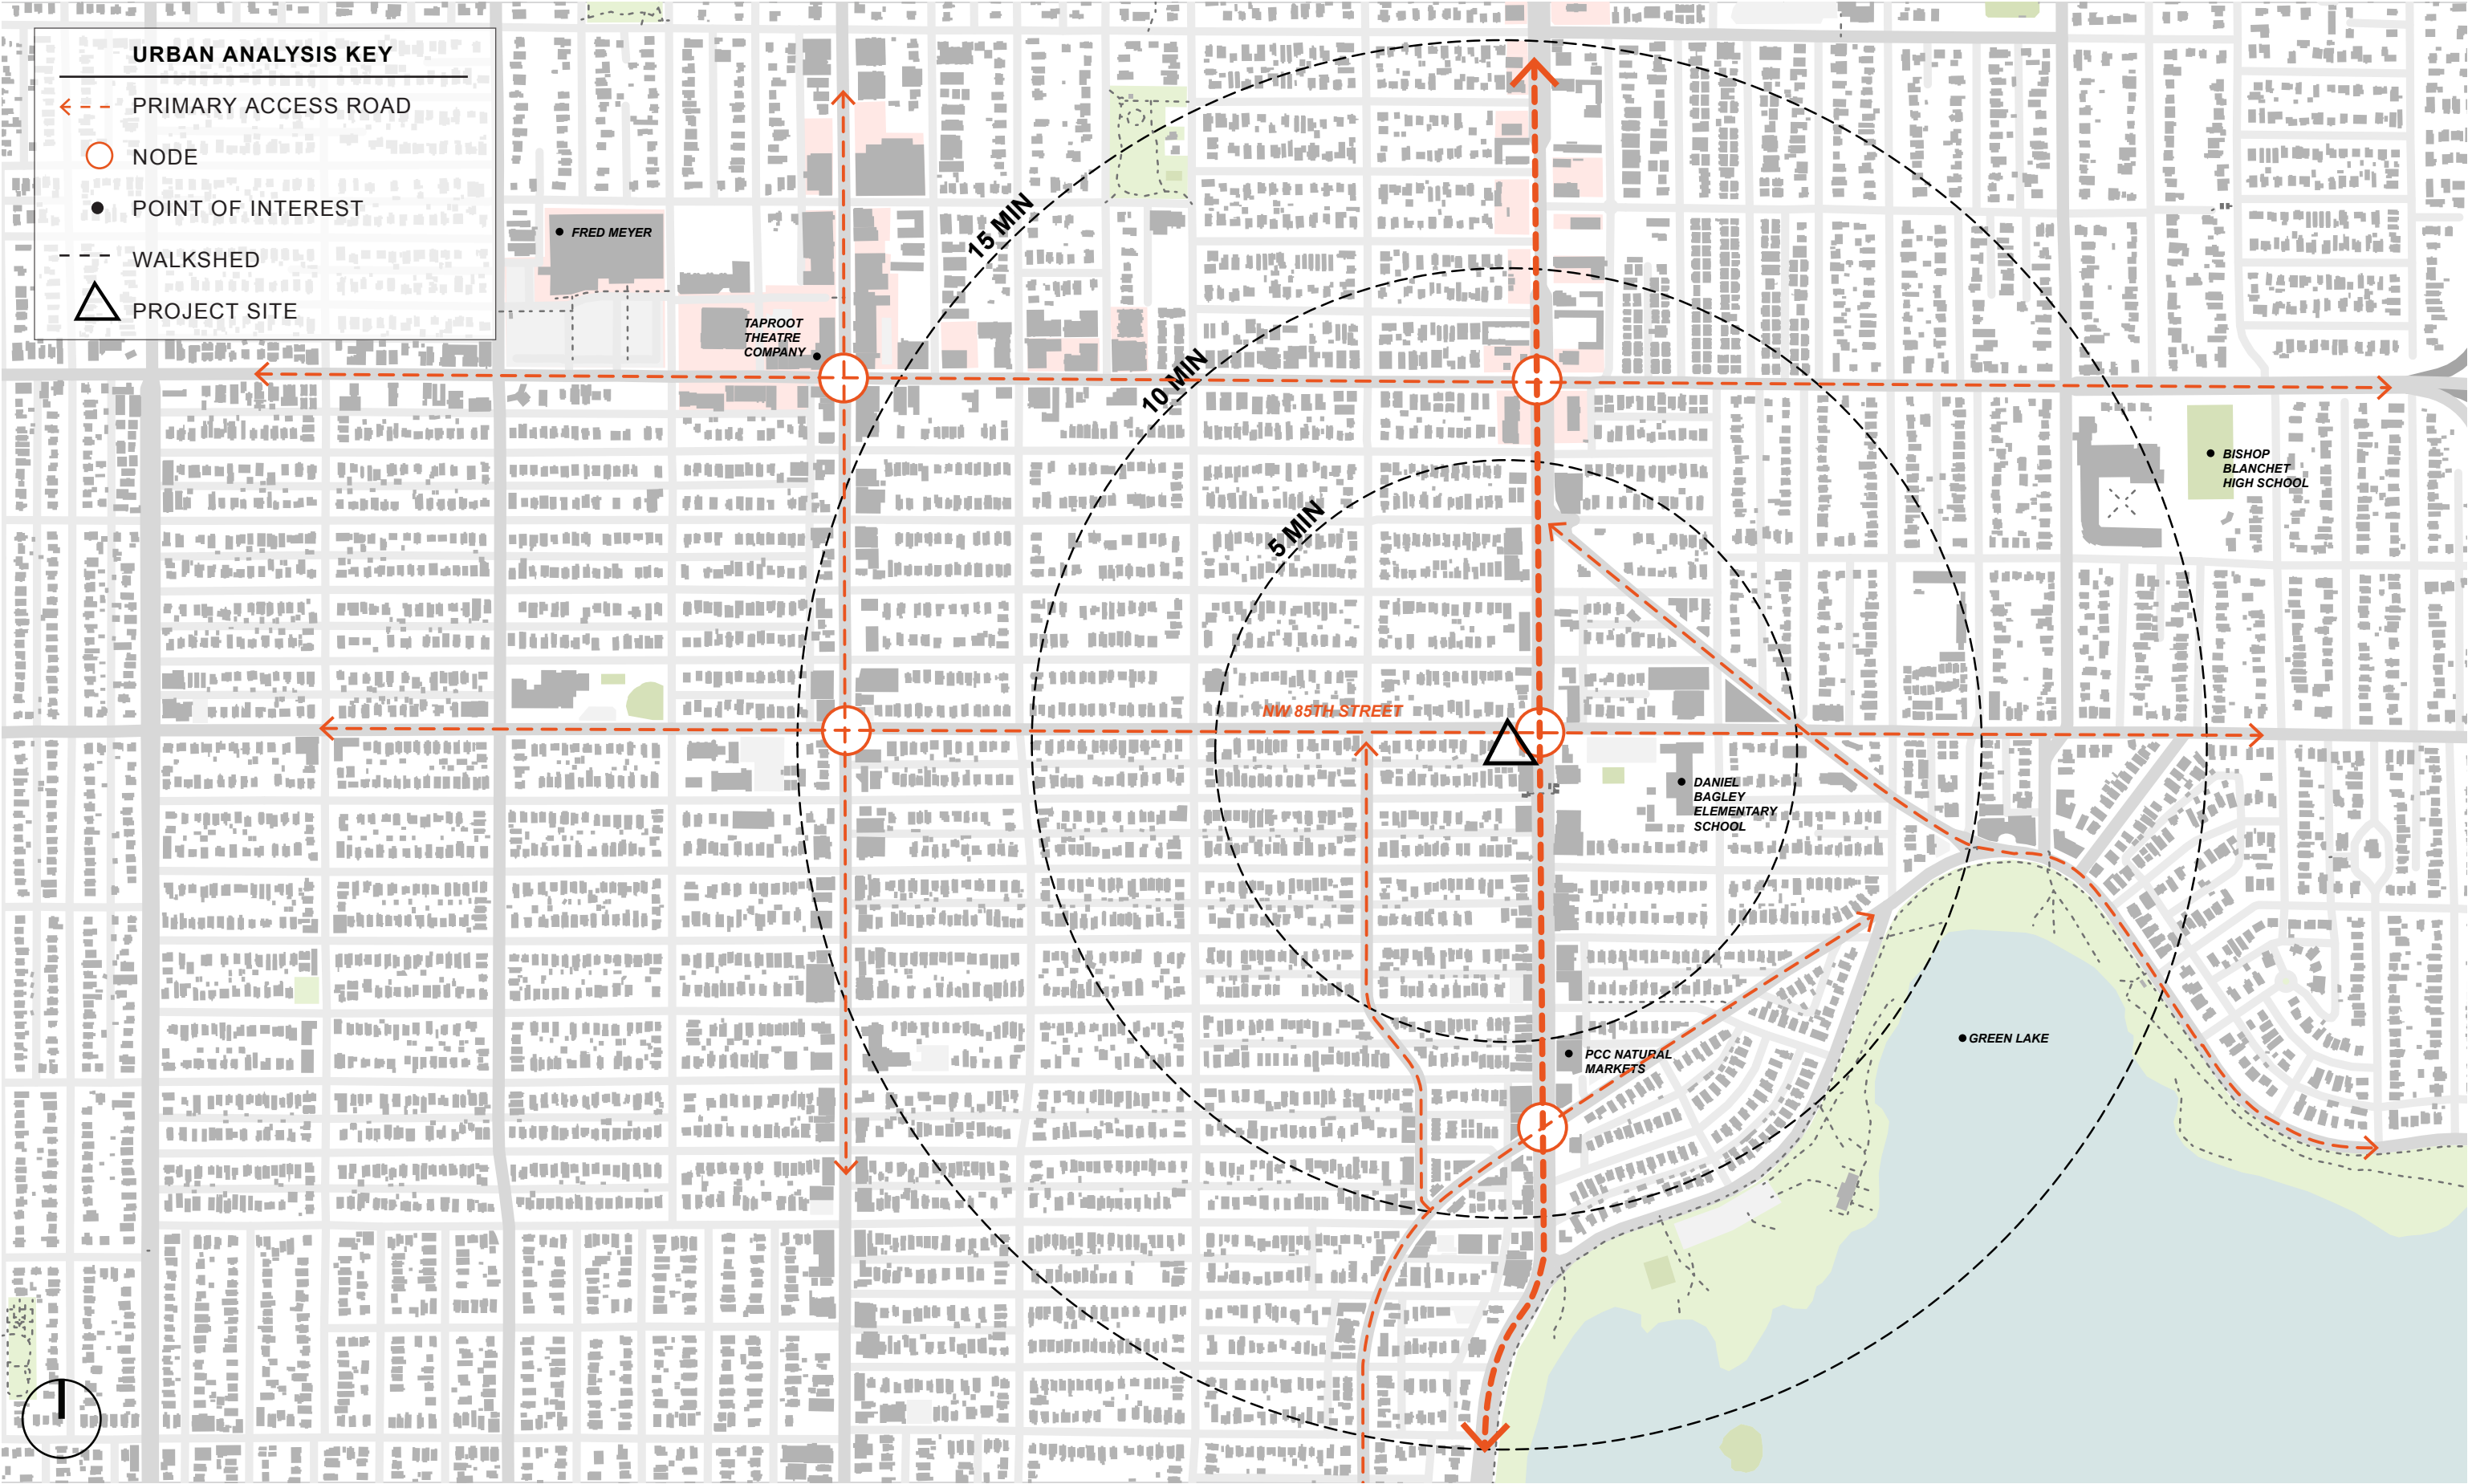 URBAN ANALYSIS KEY
PRIMARY ACCESS ROAD
NODE
POINT OF INTEREST
WALKSHED
PROJECT SITE
15 MIN
FRED MEYER
TAPROOT
THEATRE
COMPANY
10 MIN
BISHOP
BLANCHET
HIGH SCHOOL
5 MIN
NW 85TH STREET
DANIEL
BAGLEY
ELEMENTARY
SCHOOL
GREEN LAKE
PCC NATURAL
MARKETS